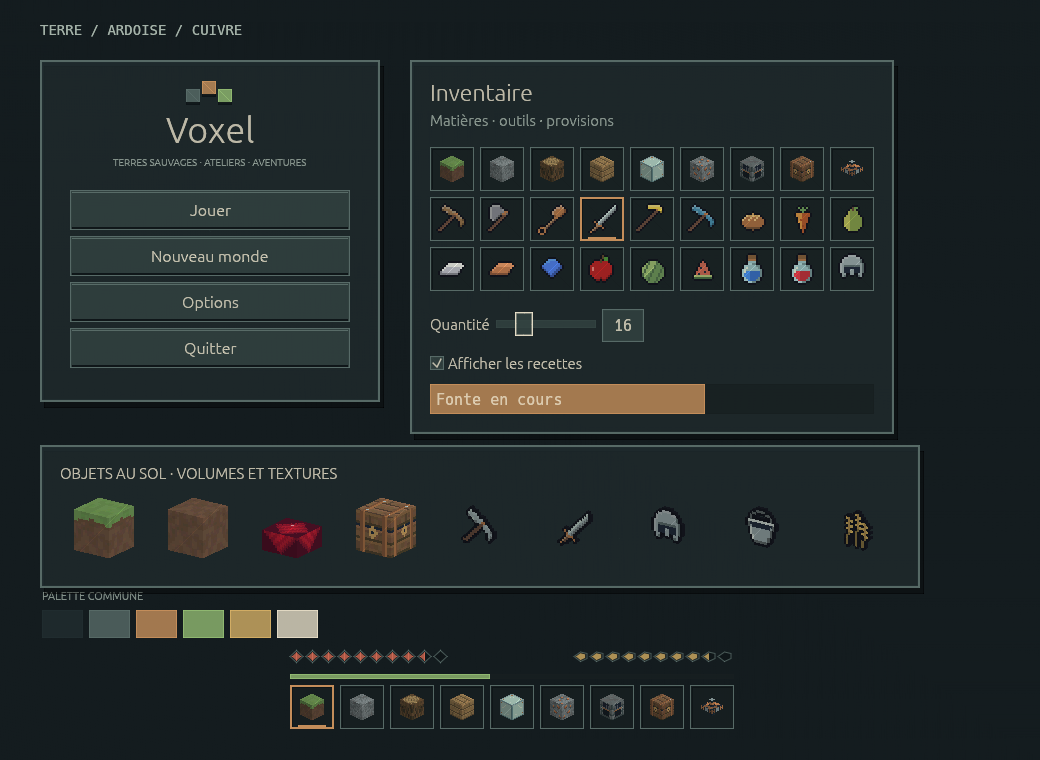 TERRE / ARDOISE / CUIVRE
Voxel
TERRES SAUVAGES · ATELIERS · AVENTURES
Jouer
Nouveau monde
Options
Quitter
Inventaire
Matières · outils · provisions
Quantité 16
Afficher les recettes
Fonte en cours
OBJETS AU SOL · VOLUMES ET TEXTURES
PALETTE COMMUNE